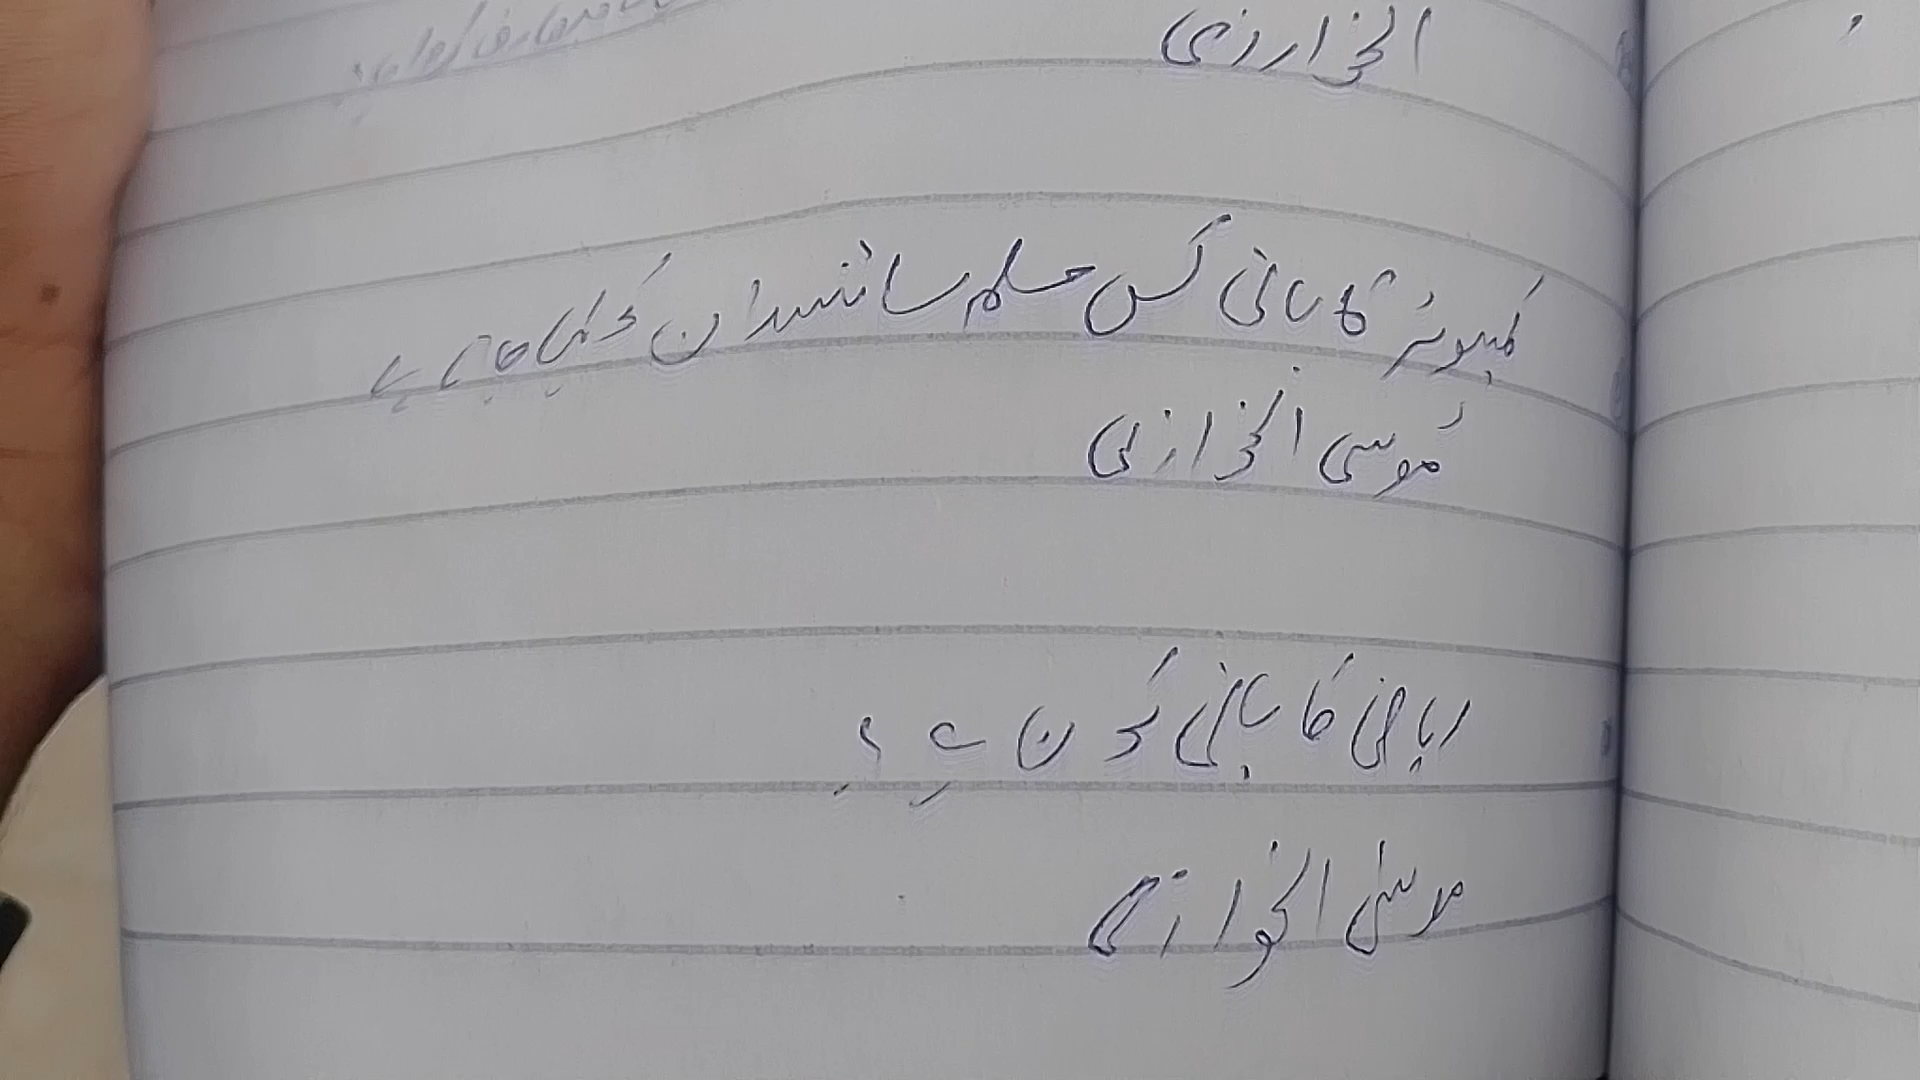 الخوارزمی
کمپیوٹر کا بانی کس مسلم سائنسدان کو کہا جاتا ہے
موسی الخوارزمی
ریاضی کا بانی کون ہے؟
موسی الخوارزمی